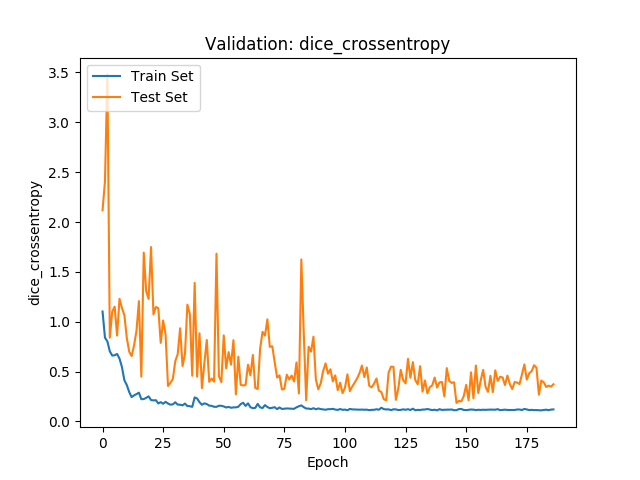 Validation: dice_crossentropy
Train Set
Test Set
dice_crossentropy
3.5
3.0
2.5
2.0
1.5
1.0
0.5
0.0
0 25 50 75 100 125 150 175
Epoch